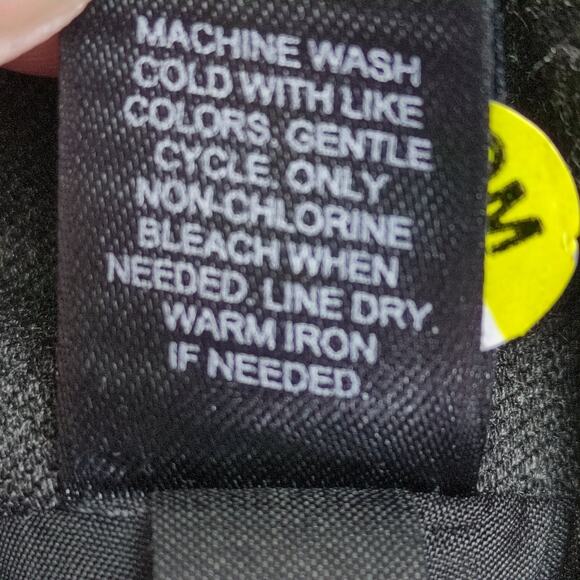 MACHINE WASH
COLD WITH LIKE
COLORS. GENTLE
CYCLE. ONLY
NON-CHLORINE
BLEACH WHEN
NEEDED. LINE DRY.
WARM IRON
IF NEEDED.